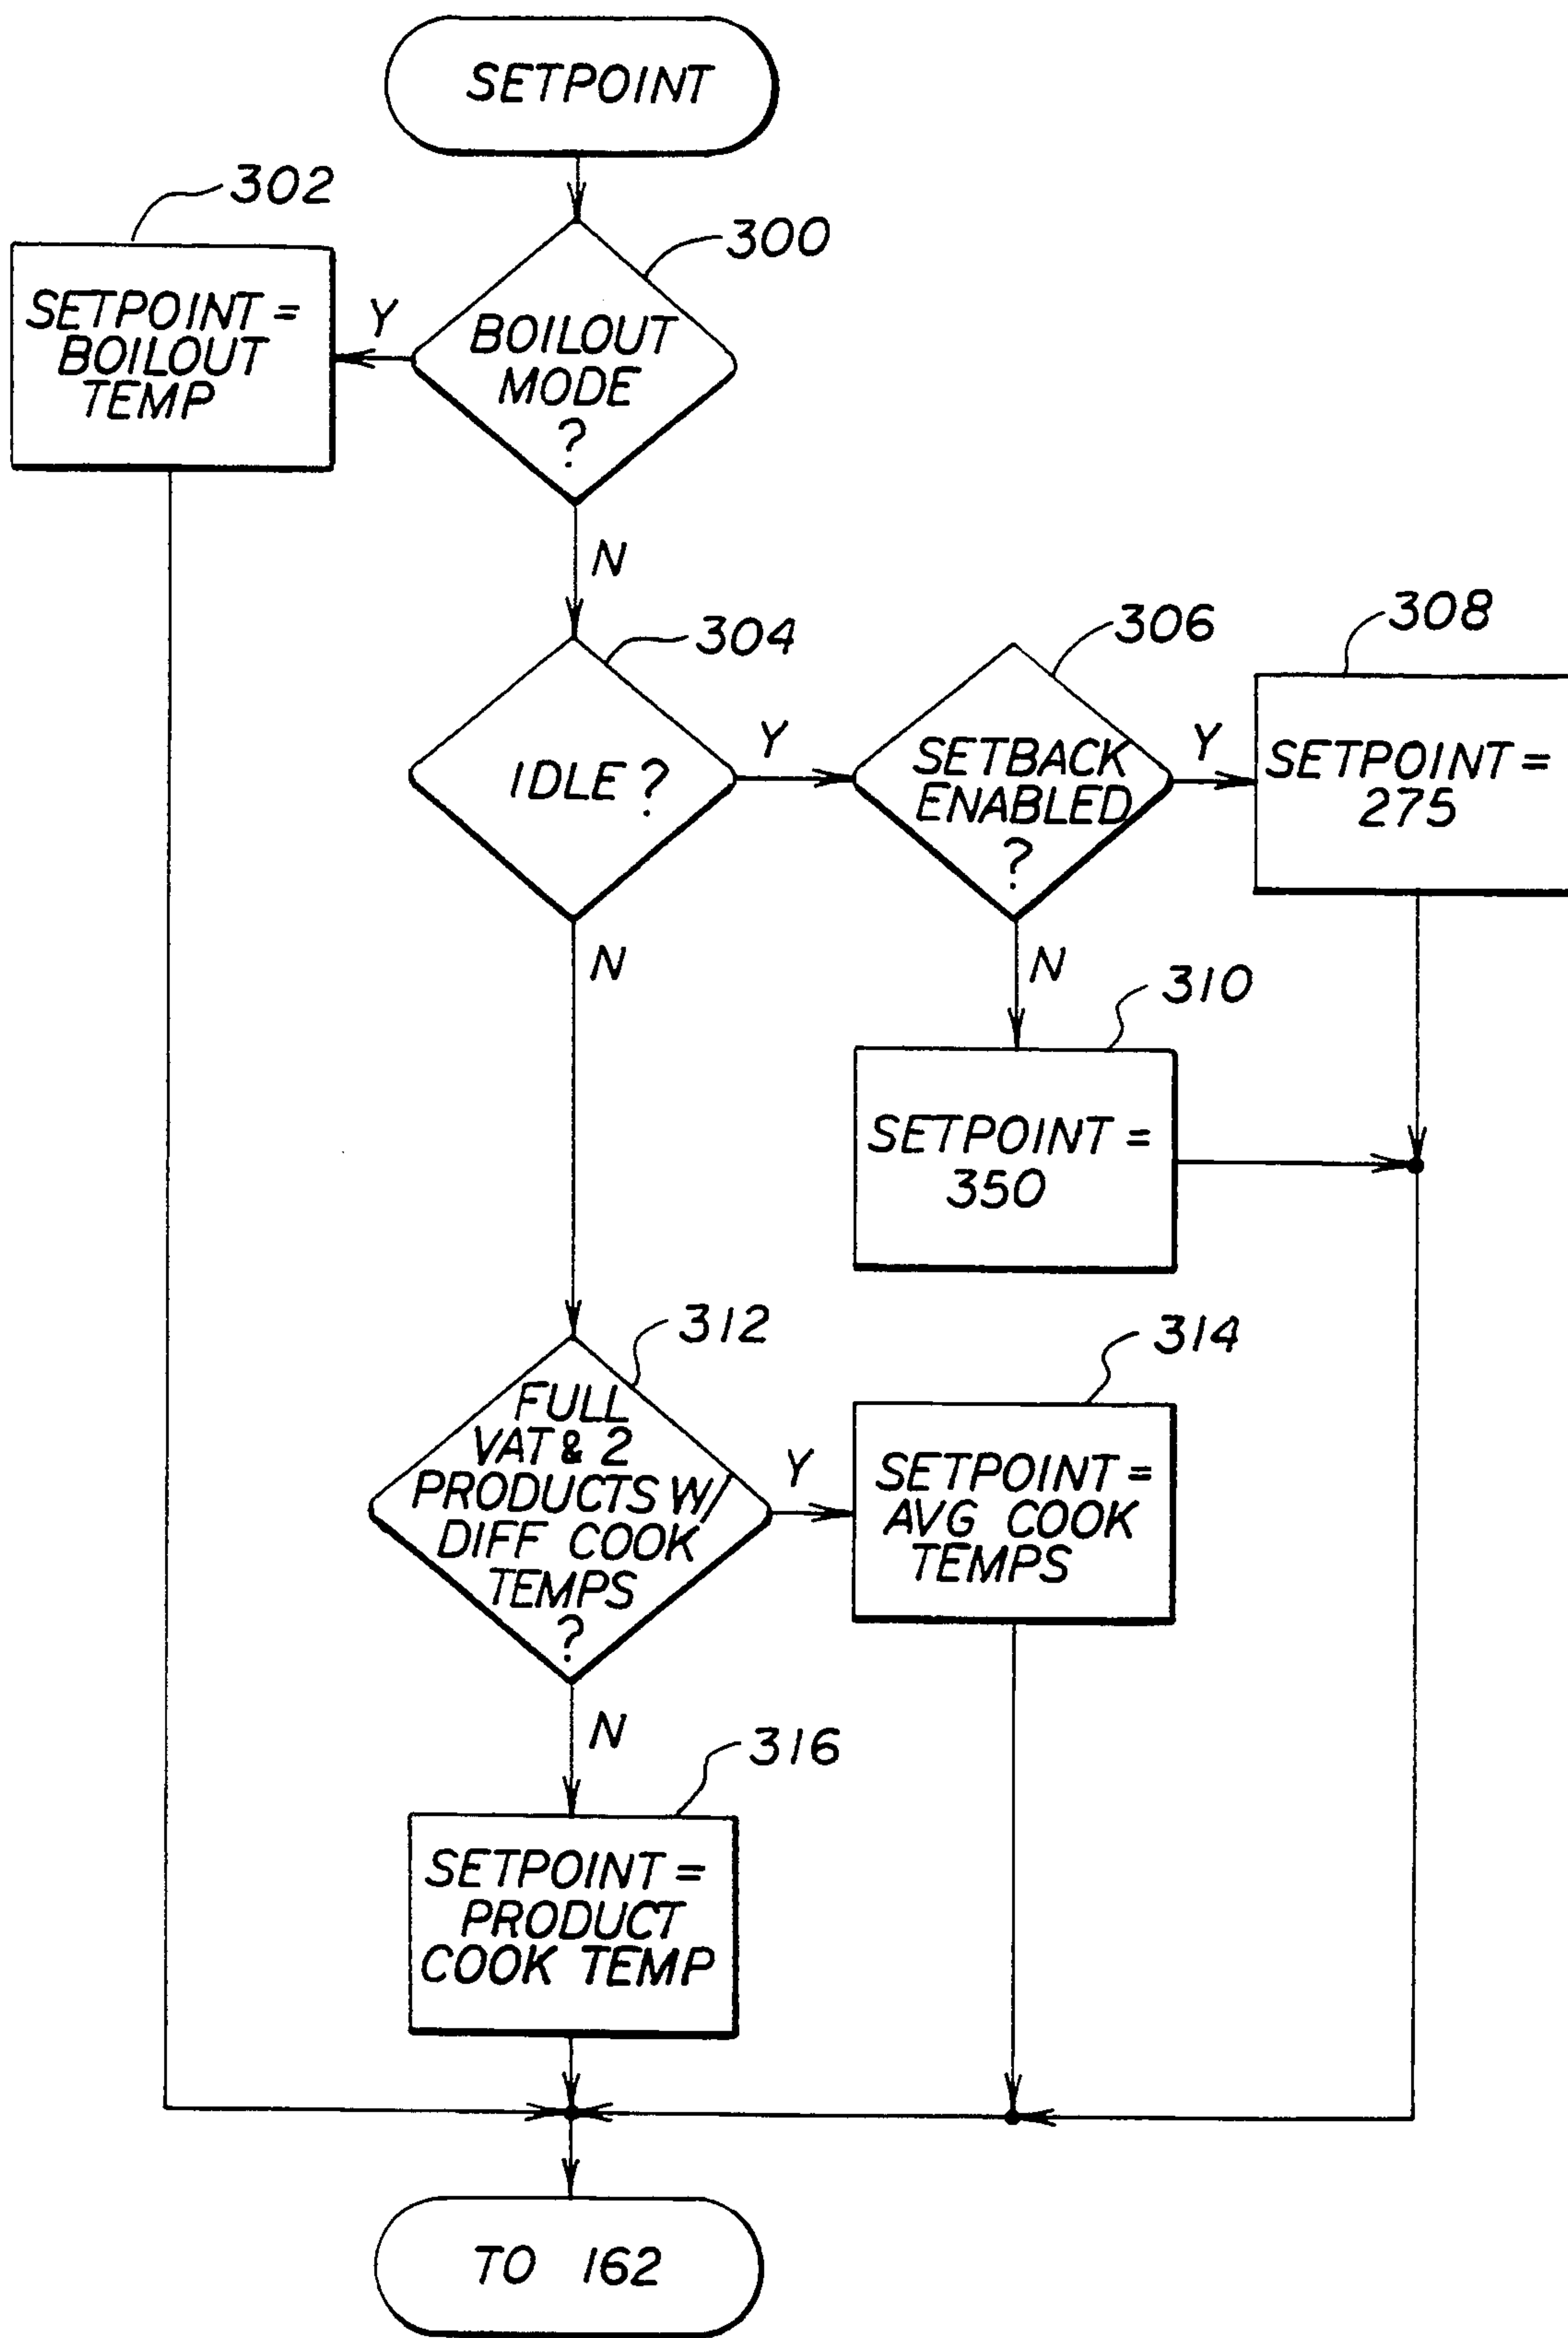 SETPOINT
302
300
SETPOINT =
BOILOUT
TEMP
Y
BOILOUT
MODE
?
N
304
306
308
IDLE ?
Y
SETBACK
ENABLED
?
Y
SETPOINT =
275
N
N
310
SETPOINT =
350
312
314
FULL
VAT & 2
PRODUCTS W/
DIFF COOK
TEMPS
?
Y
SETPOINT =
AVG COOK
TEMPS
N
316
SETPOINT =
PRODUCT
COOK TEMP
TO 162